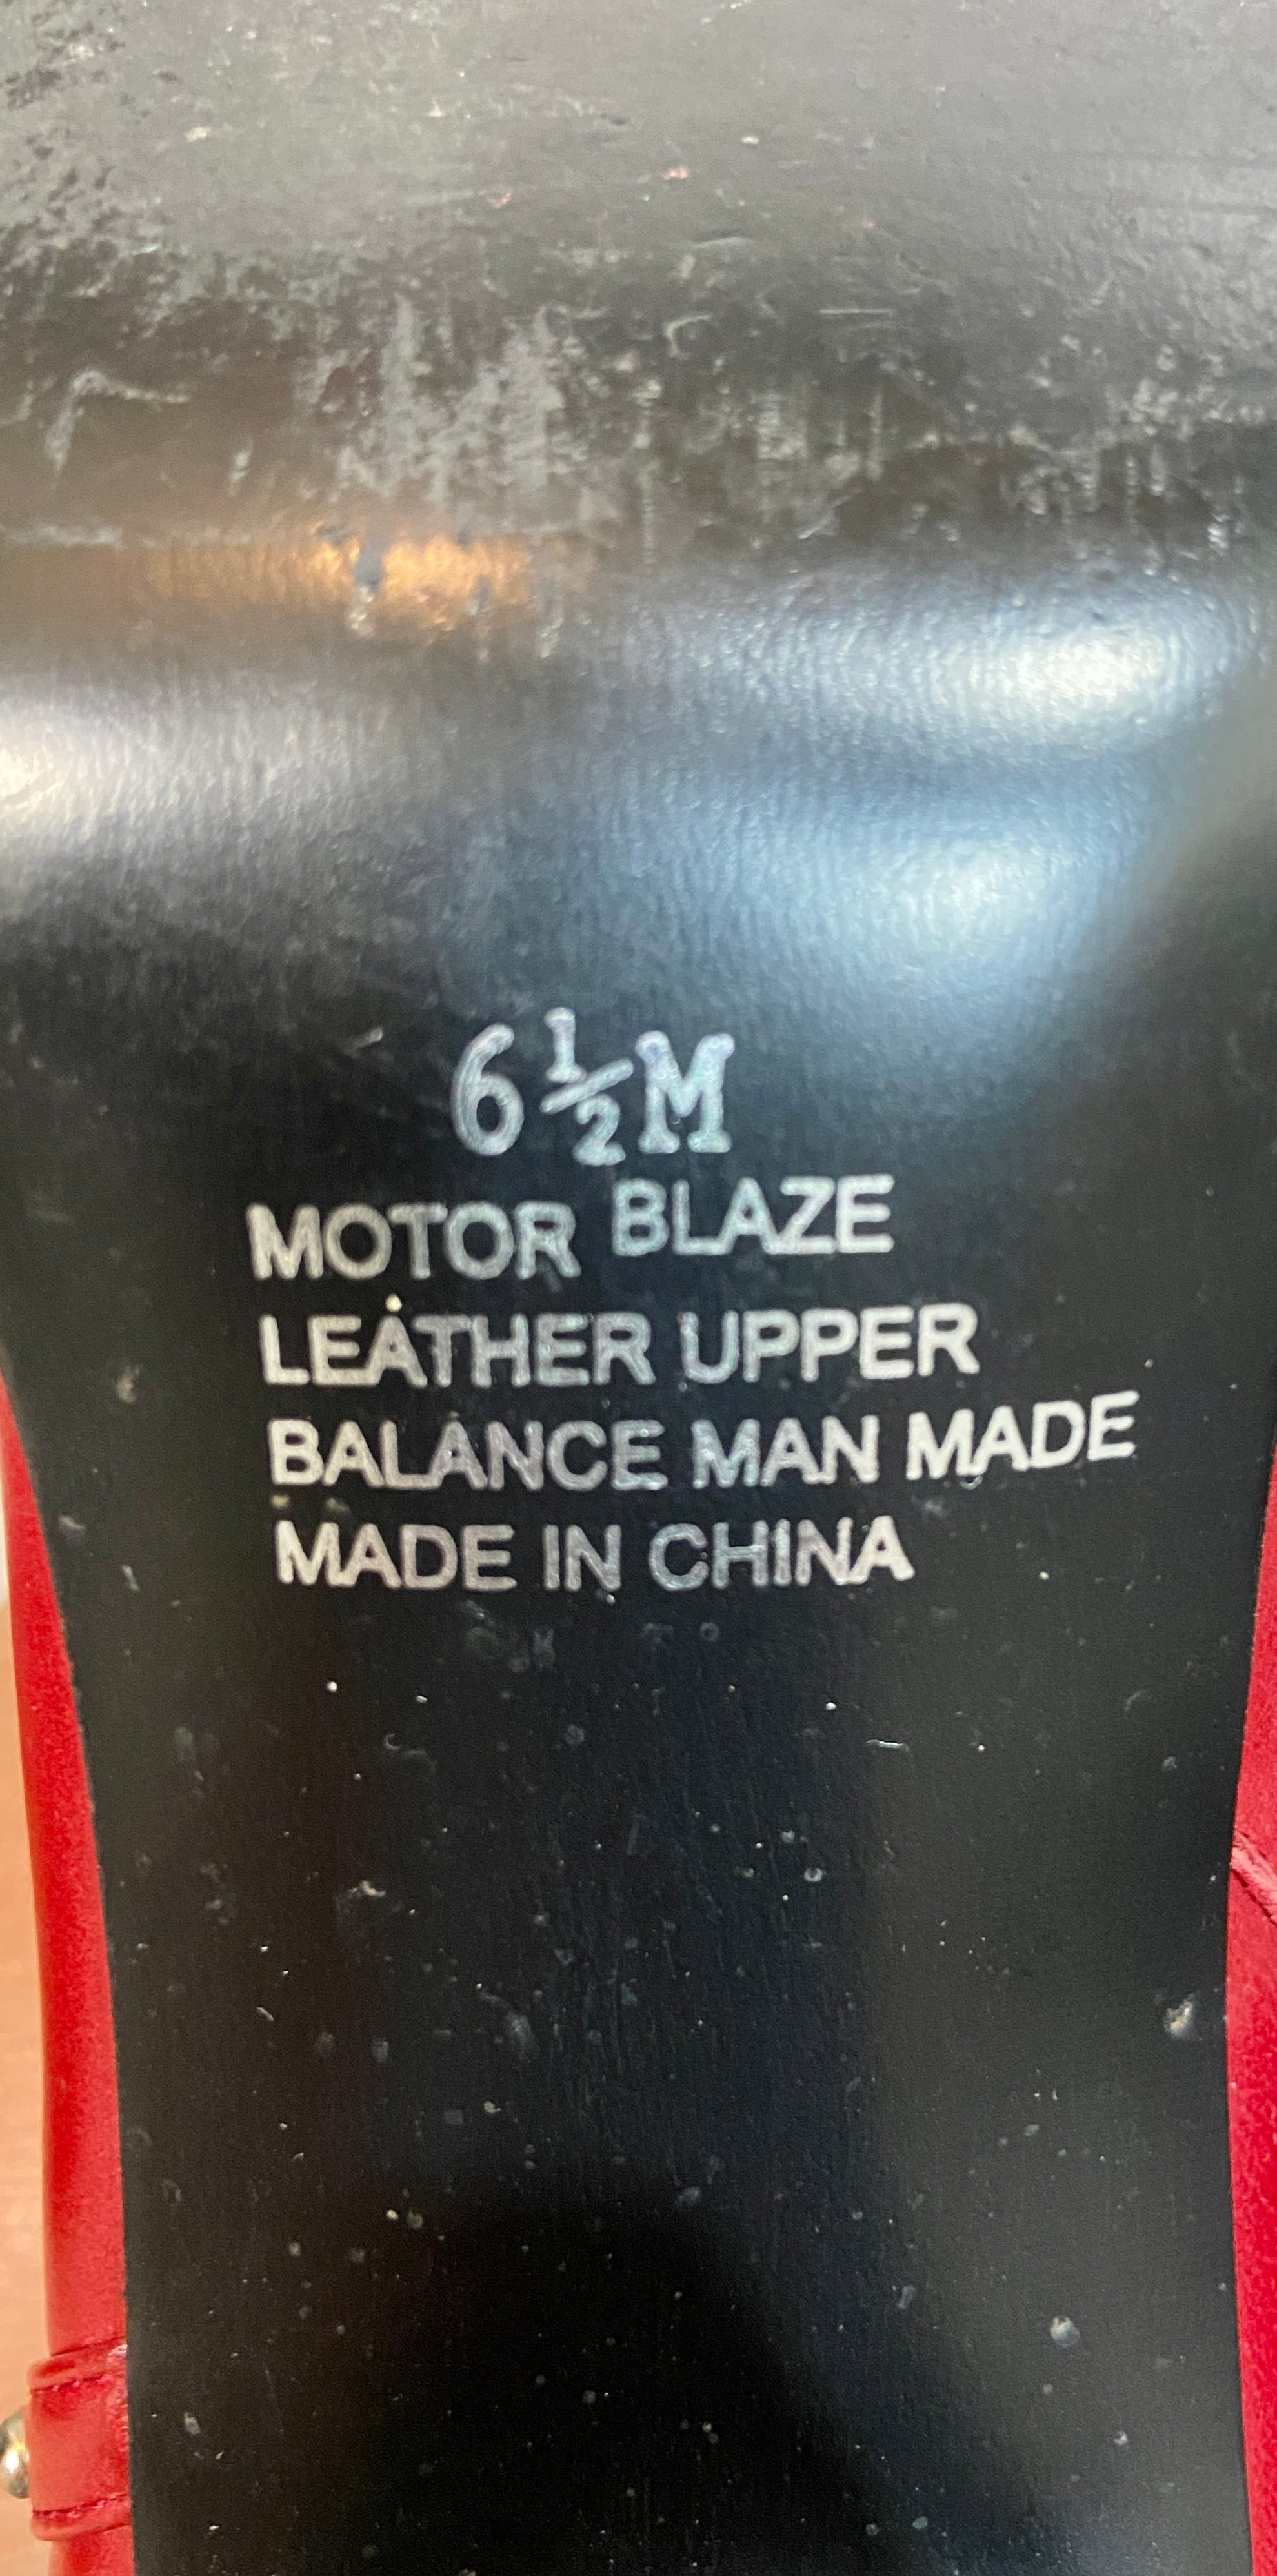 6½M
MOTOR BLAZE
LEATHER UPPER
BALANCE MAN MADE
MADE IN CHINA